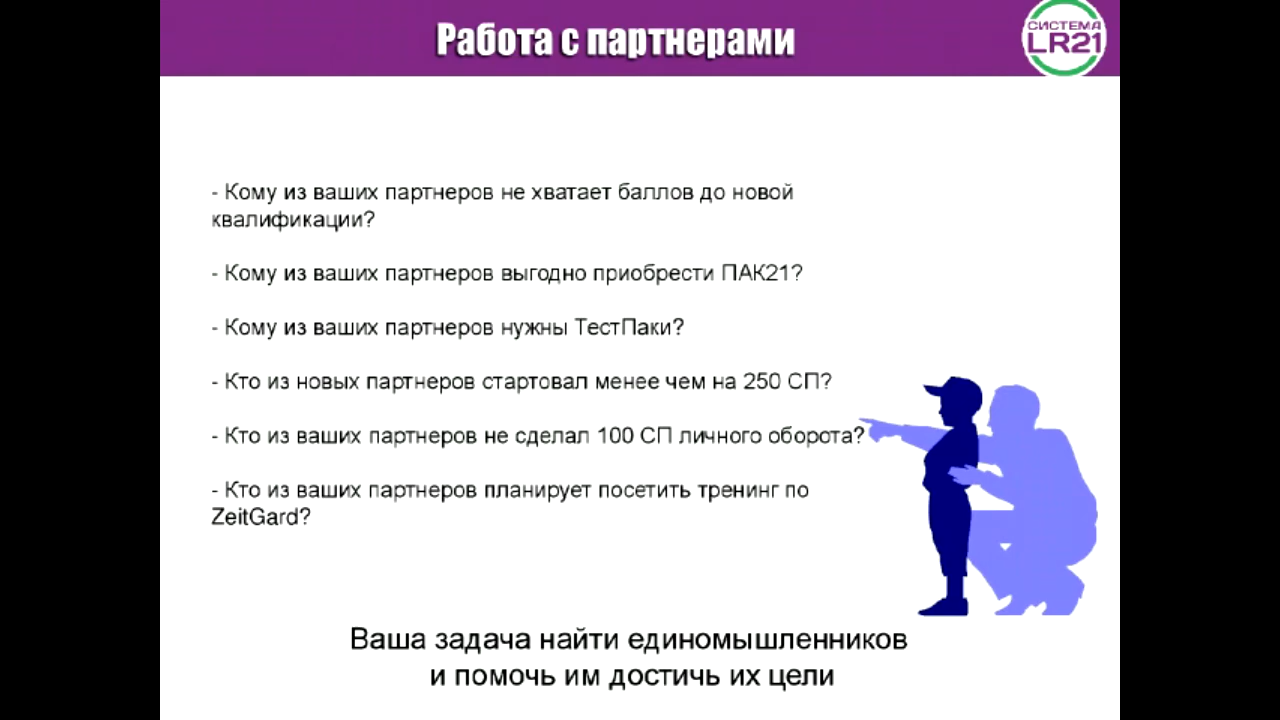 Работа с партнерами
СИСТЕМА
LR21
- Кому из ваших партнеров не хватает баллов до новой
квалификации?
- Кому из ваших партнеров выгодно приобрести ПАК21?
- Кому из ваших партнеров нужны ТестПаки?
- Кто из новых партнеров стартовал менее чем на 250 СП?
- Кто из ваших партнеров не сделал 100 СП личного оборота?
- Кто из ваших партнеров планирует посетить тренинг по
ZeitGard?
Ваша задача найти единомышленников
и помочь им достичь их цели